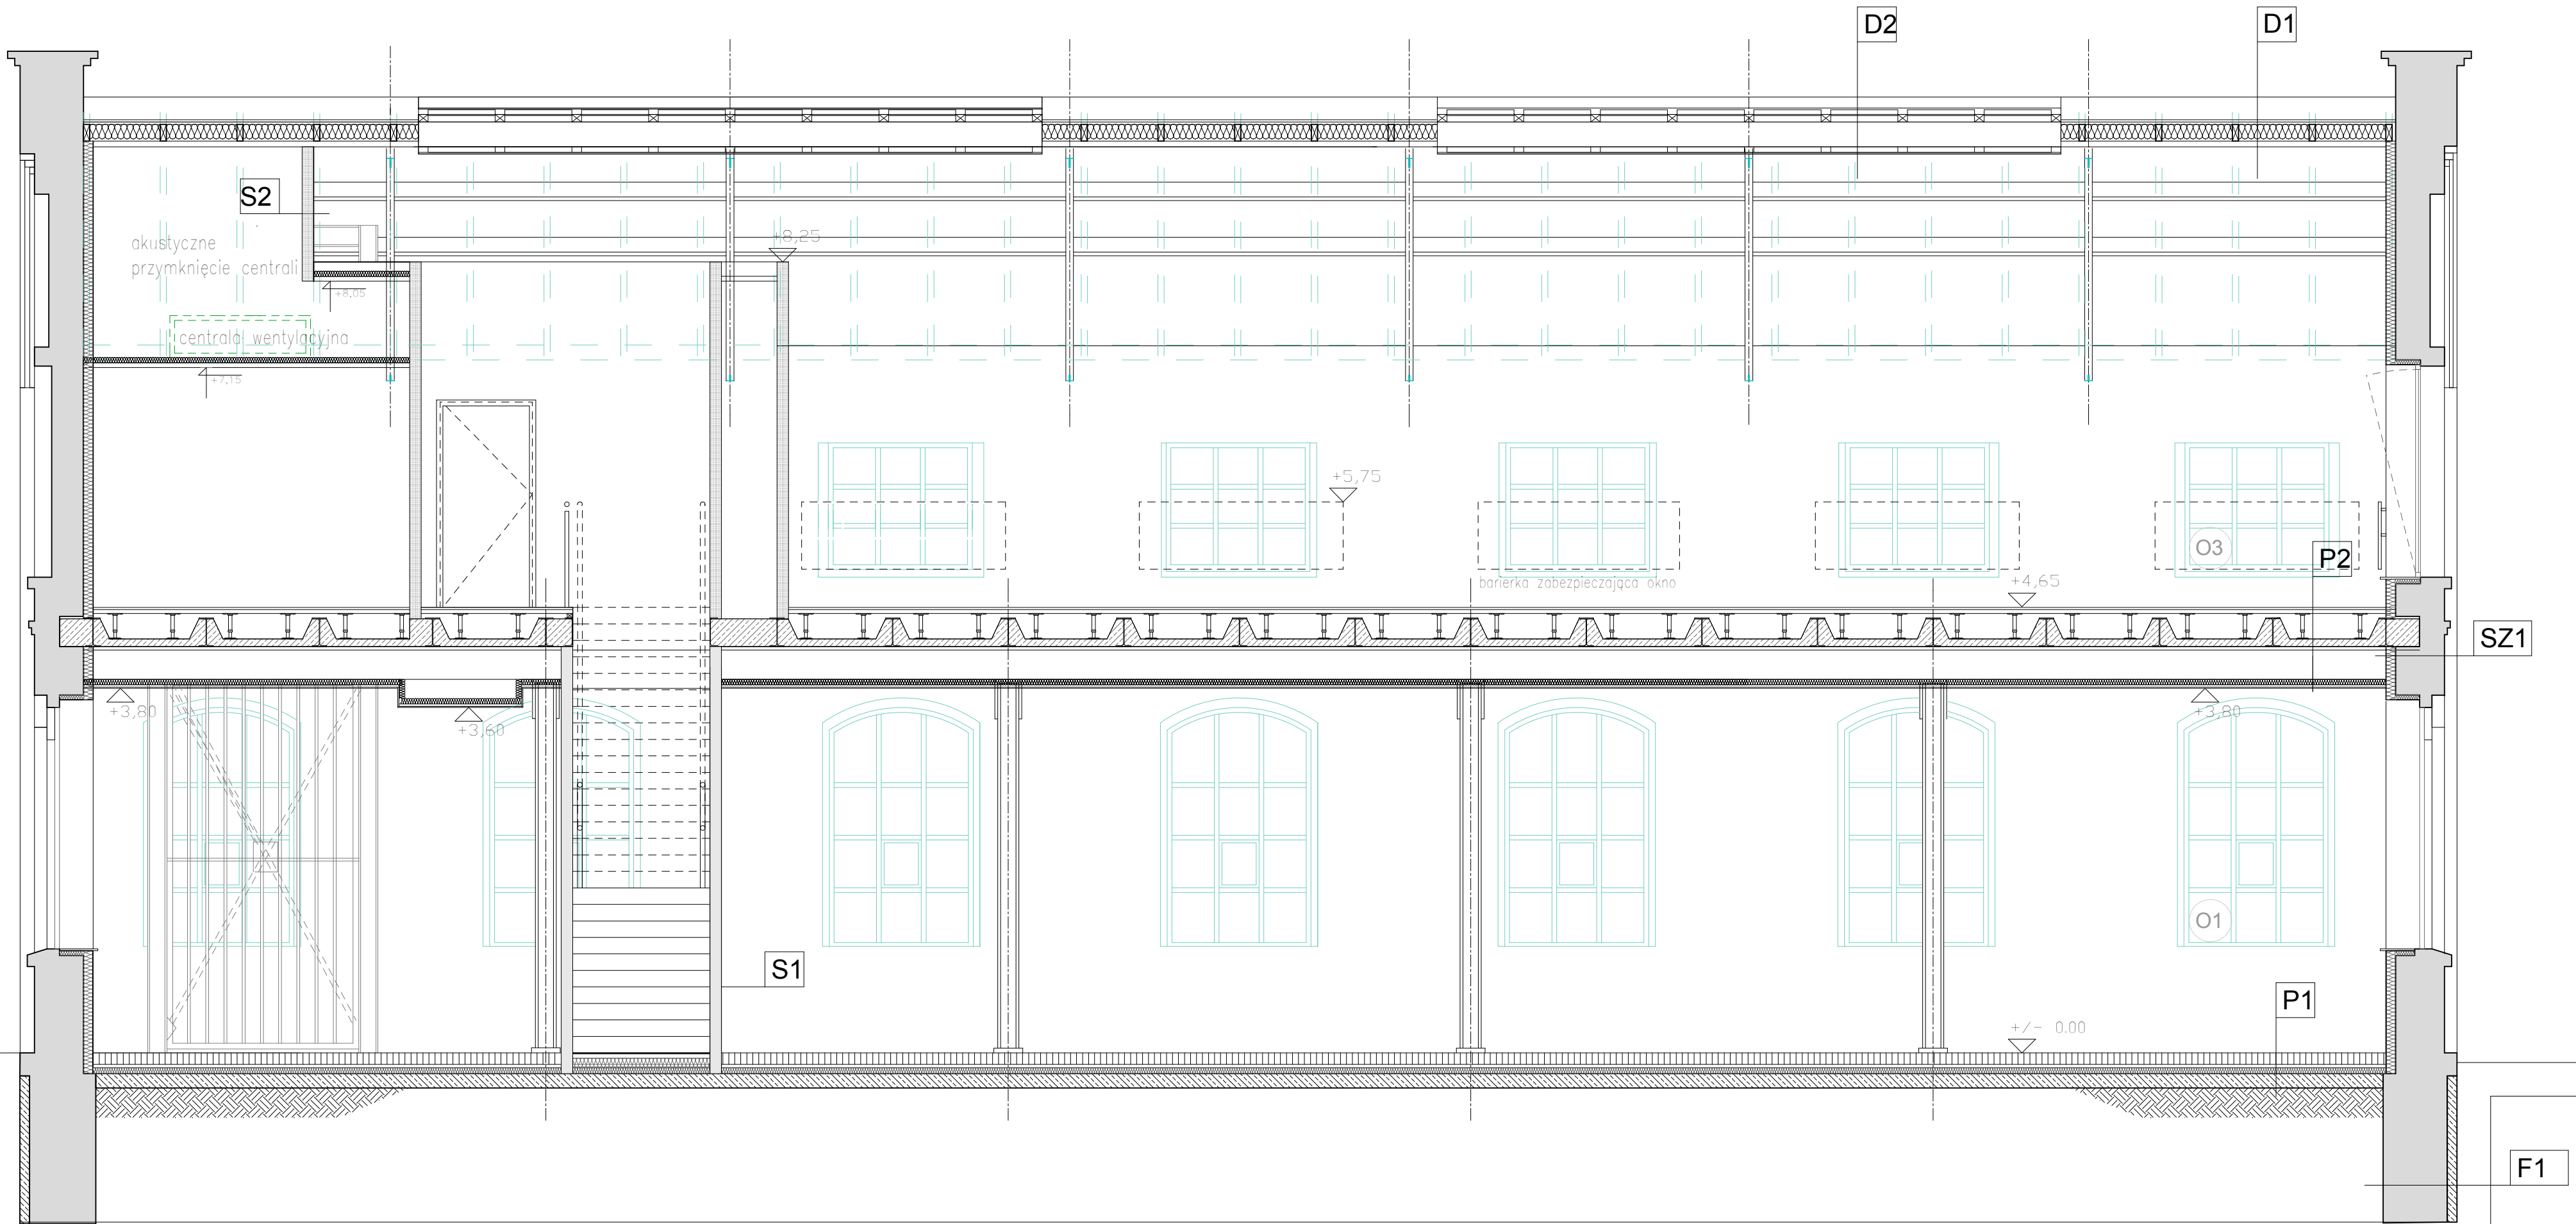 D2
D1
S2
akustyczne
przymknięcie centrali
+8,25
+8,05
centrala wentylacyjna
+7,15
+5,75
O3
P2
barierka zabezpieczająca okno
+4,65
SZ1
+3,80
+3,60
+3,80
O1
S1
P1
+/- 0.00
F1